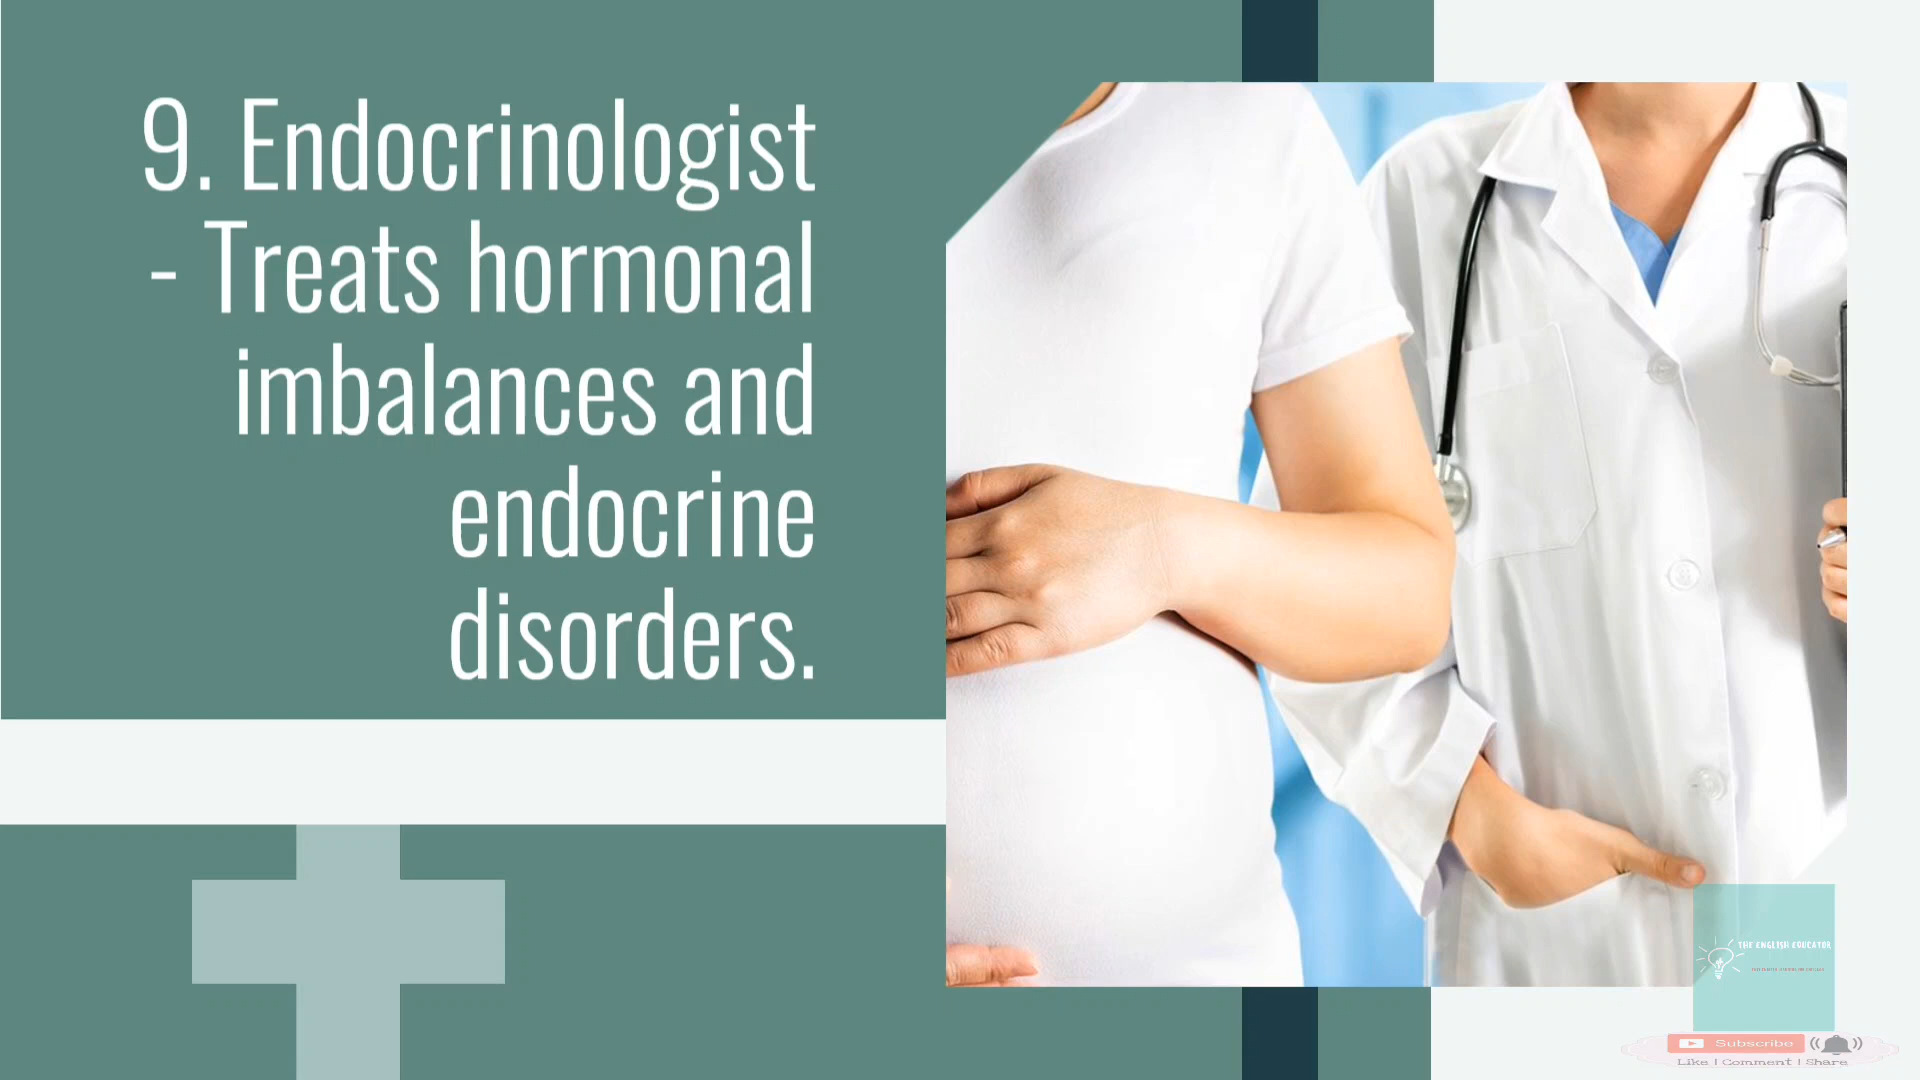 9. Endocrinologist
- Treats hormonal
imbalances and
endocrine
disorders.
THE ENGLISH EDUCATOR
Subscribe
Like | Comment | Share